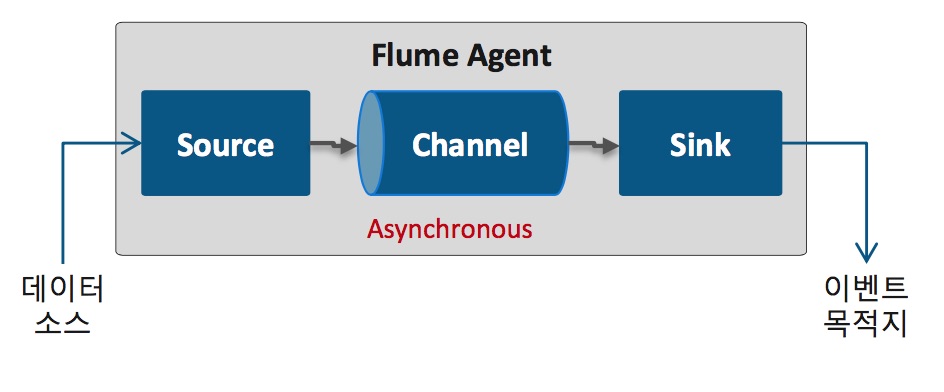 Flume Agent
Source
Channel
Sink
Asynchronous
데이터
소스
이벤트
목적지